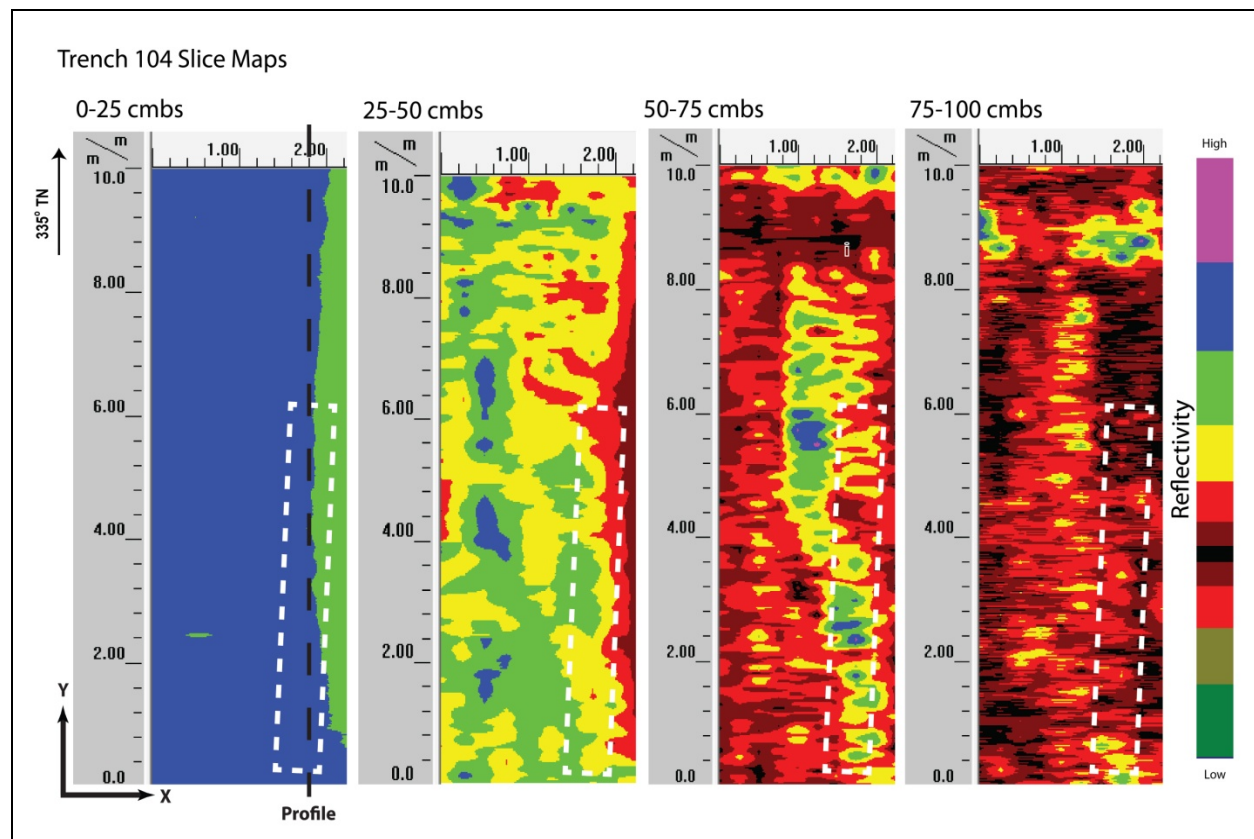 Trench 104 Slice Maps
0-25 cmbs
25-50 cmbs
50-75 cmbs
75-100 cmbs
335° TN
m
m
1.00
2.00
10.0
8.00
6.00
4.00
2.00
0.0
Y
X
Profile
m
m
1.00
2.00
10.0
8.00
6.00
4.00
2.00
0.0
m
m
1.00
2.00
10.0
8.00
6.00
4.00
2.00
0.0
m
m
1.00
2.00
10.0
8.00
6.00
4.00
2.00
0.0
High
Reflectivity
Low